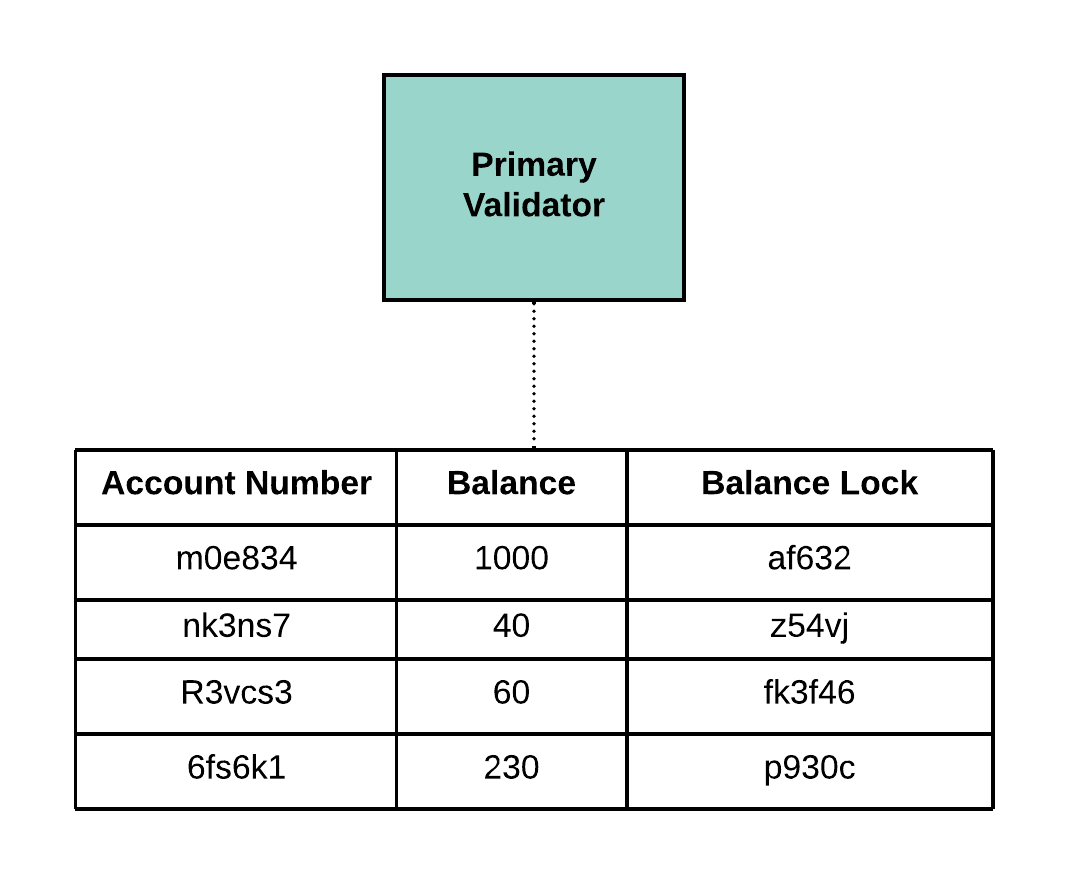 Primary
Validator
Account Number Balance Balance Lock
m0e834 1000 af632
nk3ns7 40 z54vj
R3vcs3 60 fk3f46
6fs6k1 230 p930c